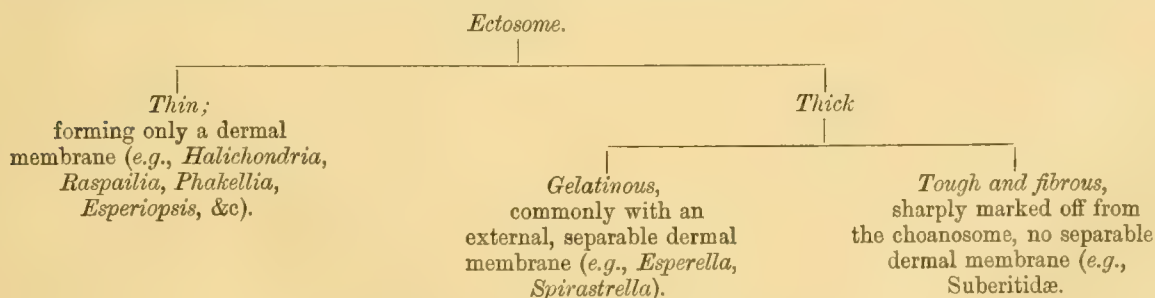 Ectosome.
Thin;
forming only a dermal
membrane (e.g., Halichondria,
Raspailia, Phakellia,
Esperiopsis, &c).
Thick
Gelatinous,
commonly with an
external, separable dermal
membrane (e.g., Esperella,
Spirastrella).
Tough and fibrous,
sharply marked off from
the choanosome, no separable
dermal membrane (e.g.,
Suberitidæ.